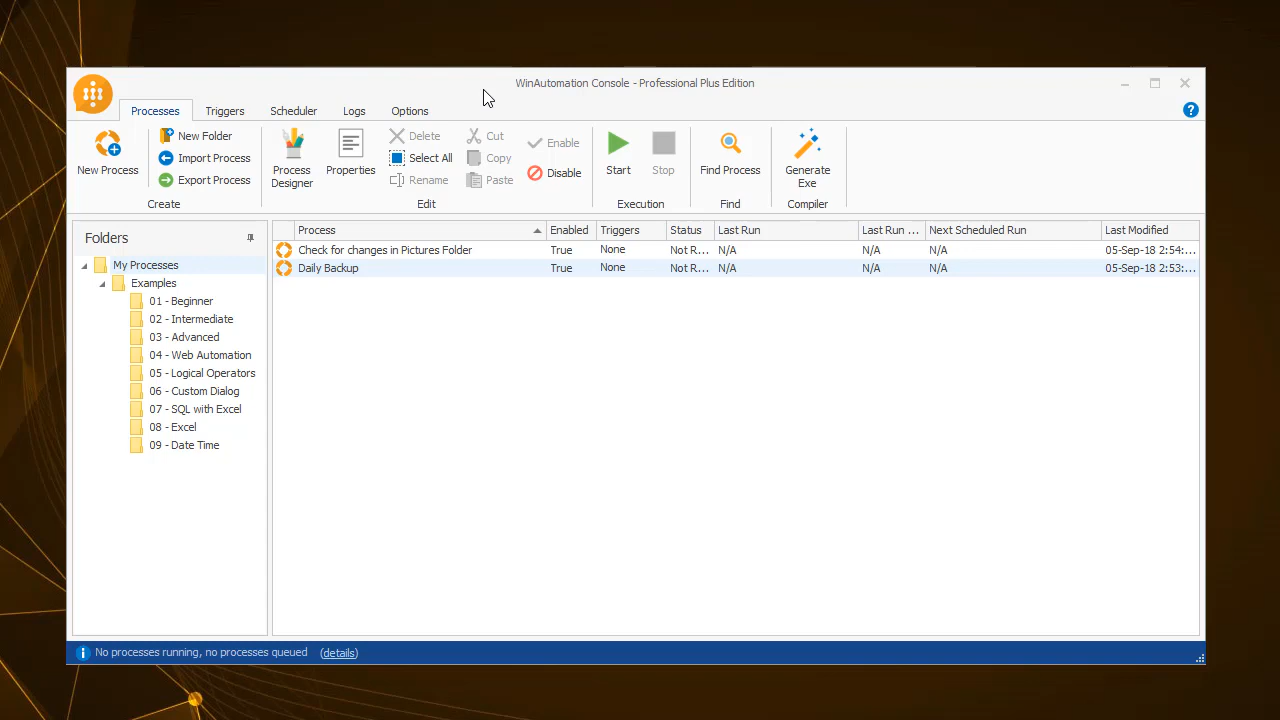 WinAutomation Console - Professional Plus Edition
Processes Triggers Scheduler Logs Options
New Process
New Folder
Import Process
Export Process
Create
Process Designer
Properties
Delete
Select All
Rename
Cut
Copy
Paste
Enable
Disable
Edit
Start
Stop
Execution
Find Process
Find
Generate Exe
Compiler
Folders
My Processes
Examples
01 - Beginner
02 - Intermediate
03 - Advanced
04 - Web Automation
05 - Logical Operators
06 - Custom Dialog
07 - SQL with Excel
08 - Excel
09 - Date Time
Process Enabled Triggers Status Last Run Last Run ... Next Scheduled Run Last Modified
Check for changes in Pictures Folder True None Not R... N/A N/A N/A 05-Sep-18 2:54:...
Daily Backup True None Not R... N/A N/A N/A 05-Sep-18 2:53:...
No processes running, no processes queued (details)